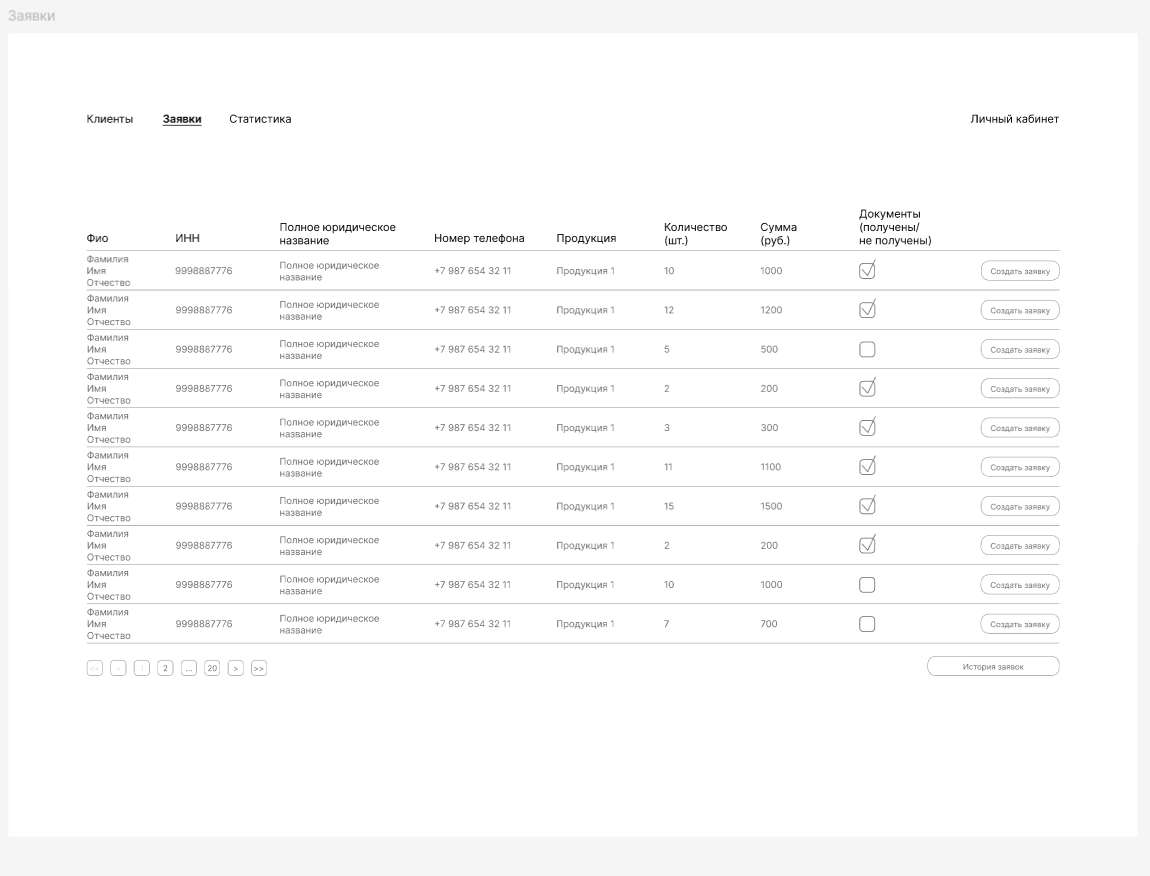 Заявки
Клиенты Заявки Статистика Личный кабинет
Фио ИНН Полное юридическое название Номер телефона Продукция Количество (шт.) Сумма (руб.) Документы (получены/ не получены)
Фамилия Имя Отчество 9998887776 Полное юридическое название +7 987 654 32 11 Продукция 1 10 1000 Создать заявку
Фамилия Имя Отчество 9998887776 Полное юридическое название +7 987 654 32 11 Продукция 1 12 1200 Создать заявку
Фамилия Имя Отчество 9998887776 Полное юридическое название +7 987 654 32 11 Продукция 1 5 500 Создать заявку
Фамилия Имя Отчество 9998887776 Полное юридическое название +7 987 654 32 11 Продукция 1 2 200 Создать заявку
Фамилия Имя Отчество 9998887776 Полное юридическое название +7 987 654 32 11 Продукция 1 3 300 Создать заявку
Фамилия Имя Отчество 9998887776 Полное юридическое название +7 987 654 32 11 Продукция 1 11 1100 Создать заявку
Фамилия Имя Отчество 9998887776 Полное юридическое название +7 987 654 32 11 Продукция 1 15 1500 Создать заявку
Фамилия Имя Отчество 9998887776 Полное юридическое название +7 987 654 32 11 Продукция 1 2 200 Создать заявку
Фамилия Имя Отчество 9998887776 Полное юридическое название +7 987 654 32 11 Продукция 1 10 1000 Создать заявку
Фамилия Имя Отчество 9998887776 Полное юридическое название +7 987 654 32 11 Продукция 1 7 700 Создать заявку
<< < 1 2 ... 20 > >> История заявок